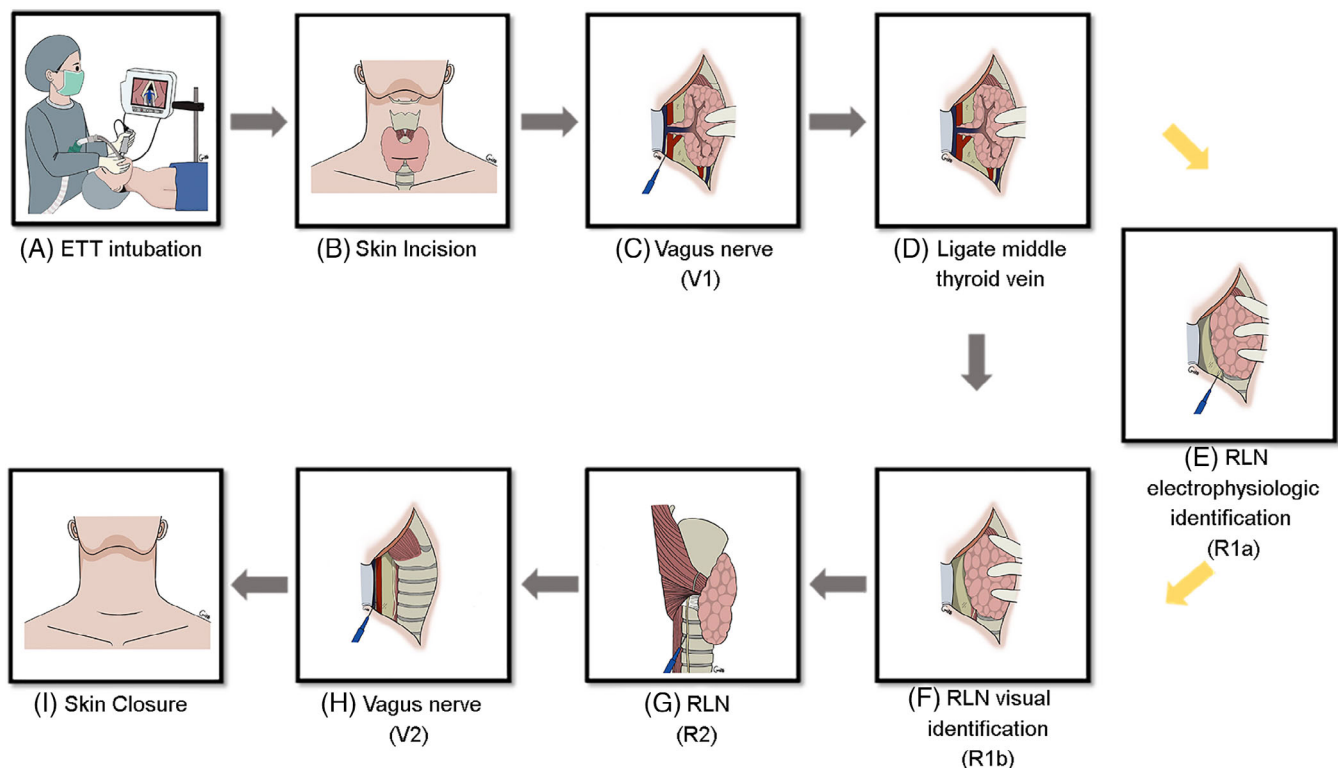 (A) ETT intubation
(B) Skin Incision
(C) Vagus nerve
(V1)
(D) Ligate middle
thyroid vein
(E) RLN
electrophysiologic
identification
(R1a)
(F) RLN visual
identification
(R1b)
(G) RLN
(R2)
(H) Vagus nerve
(V2)
(I) Skin Closure